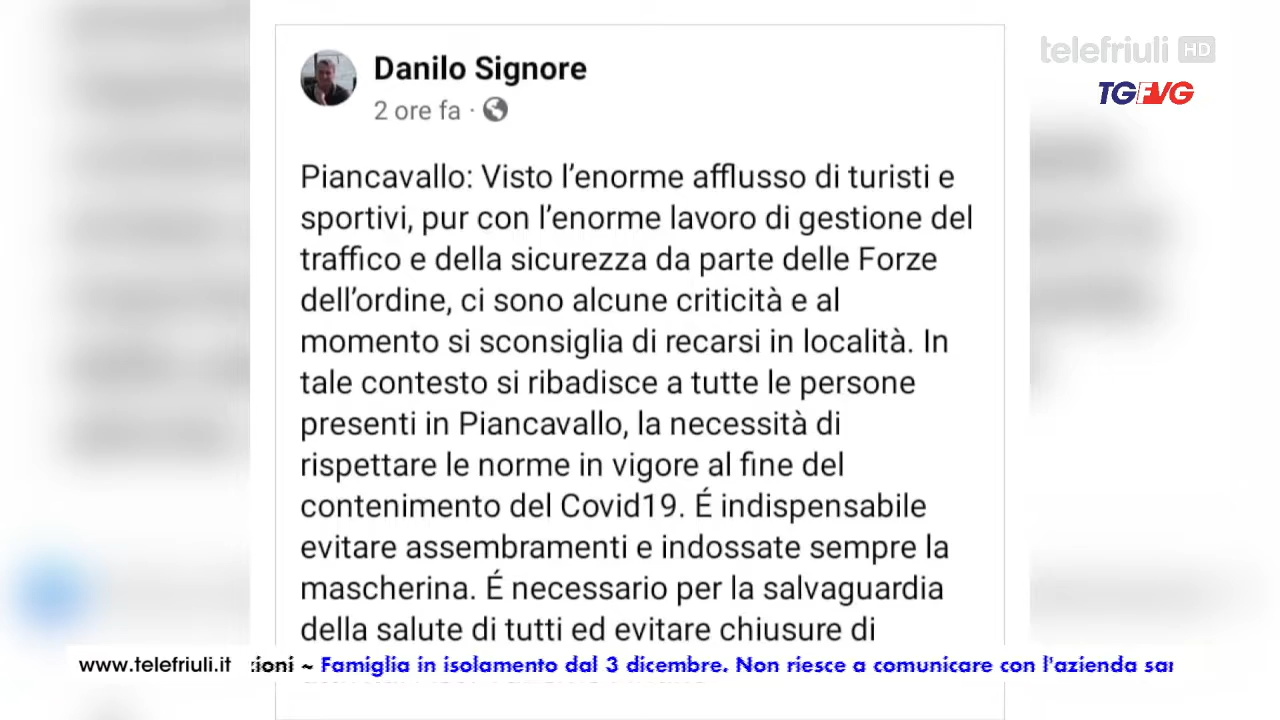 telefriuli HD
TGFVG
Danilo Signore
2 ore fa ·
Piancavallo: Visto l'enorme afflusso di turisti e
sportivi, pur con l'enorme lavoro di gestione del
traffico e della sicurezza da parte delle Forze
dell'ordine, ci sono alcune criticità e al
momento si sconsiglia di recarsi in località. In
tale contesto si ribadisce a tutte le persone
presenti in Piancavallo, la necessità di
rispettare le norme in vigore al fine del
contenimento del Covid19. É indispensabile
evitare assembramenti e indossate sempre la
mascherina. É necessario per la salvaguardia
della salute di tutti ed evitare chiusure di
www.telefriuli.it zioni ~ Famiglia in isolamento dal 3 dicembre. Non riesce a comunicare con l'azienda sar